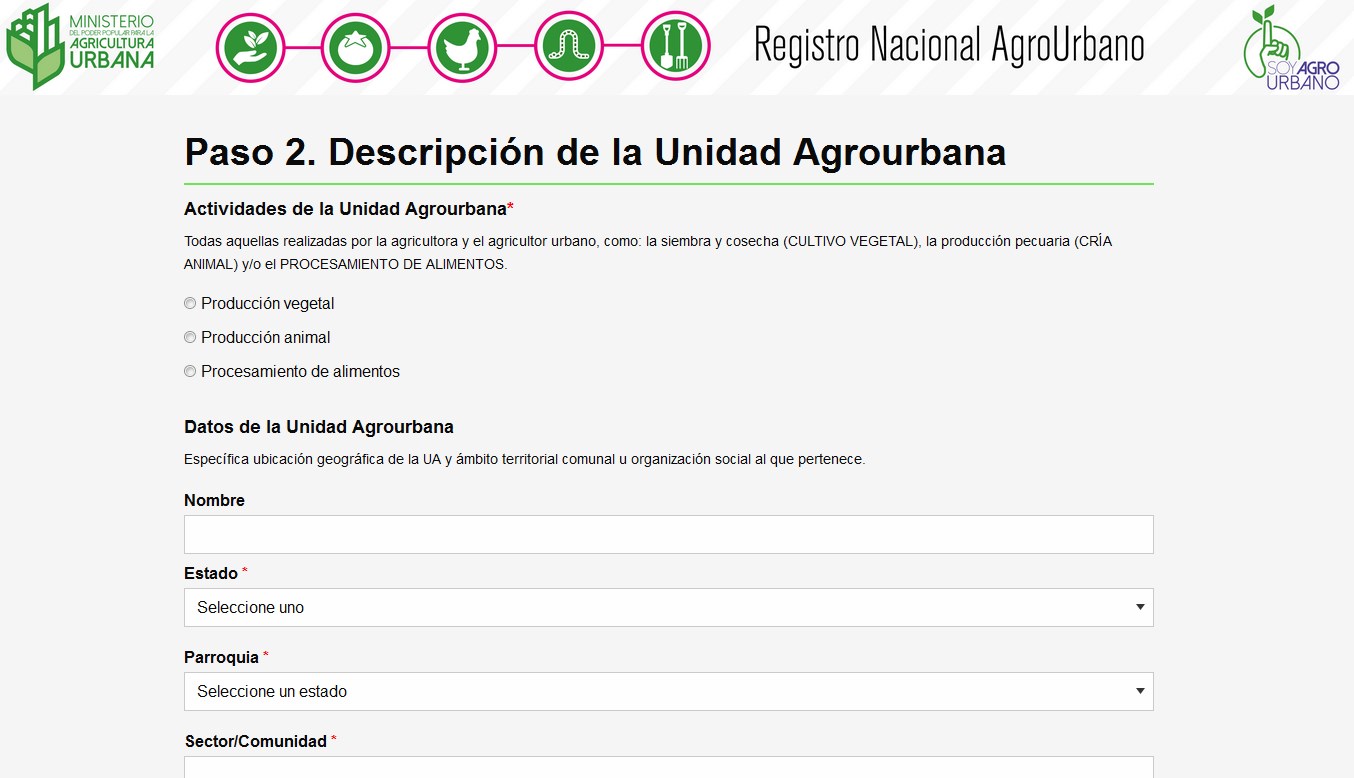 MINISTERIO
DEL PODER POPULAR PARA LA
AGRICULTURA
URBANA
Registro Nacional AgroUrbano
SOYAGRO
URBANO
Paso 2. Descripción de la Unidad Agrourbana
Actividades de la Unidad Agrourbana*
Todas aquellas realizadas por la agricultora y el agricultor urbano, como: la siembra y cosecha (CULTIVO VEGETAL), la producción pecuaria (CRÍA
ANIMAL) y/o el PROCESAMIENTO DE ALIMENTOS.
Producción vegetal
Producción animal
Procesamiento de alimentos
Datos de la Unidad Agrourbana
Específica ubicación geográfica de la UA y ámbito territorial comunal u organización social al que pertenece.
Nombre
Estado *
Seleccione uno
Parroquia *
Seleccione un estado
Sector/Comunidad *